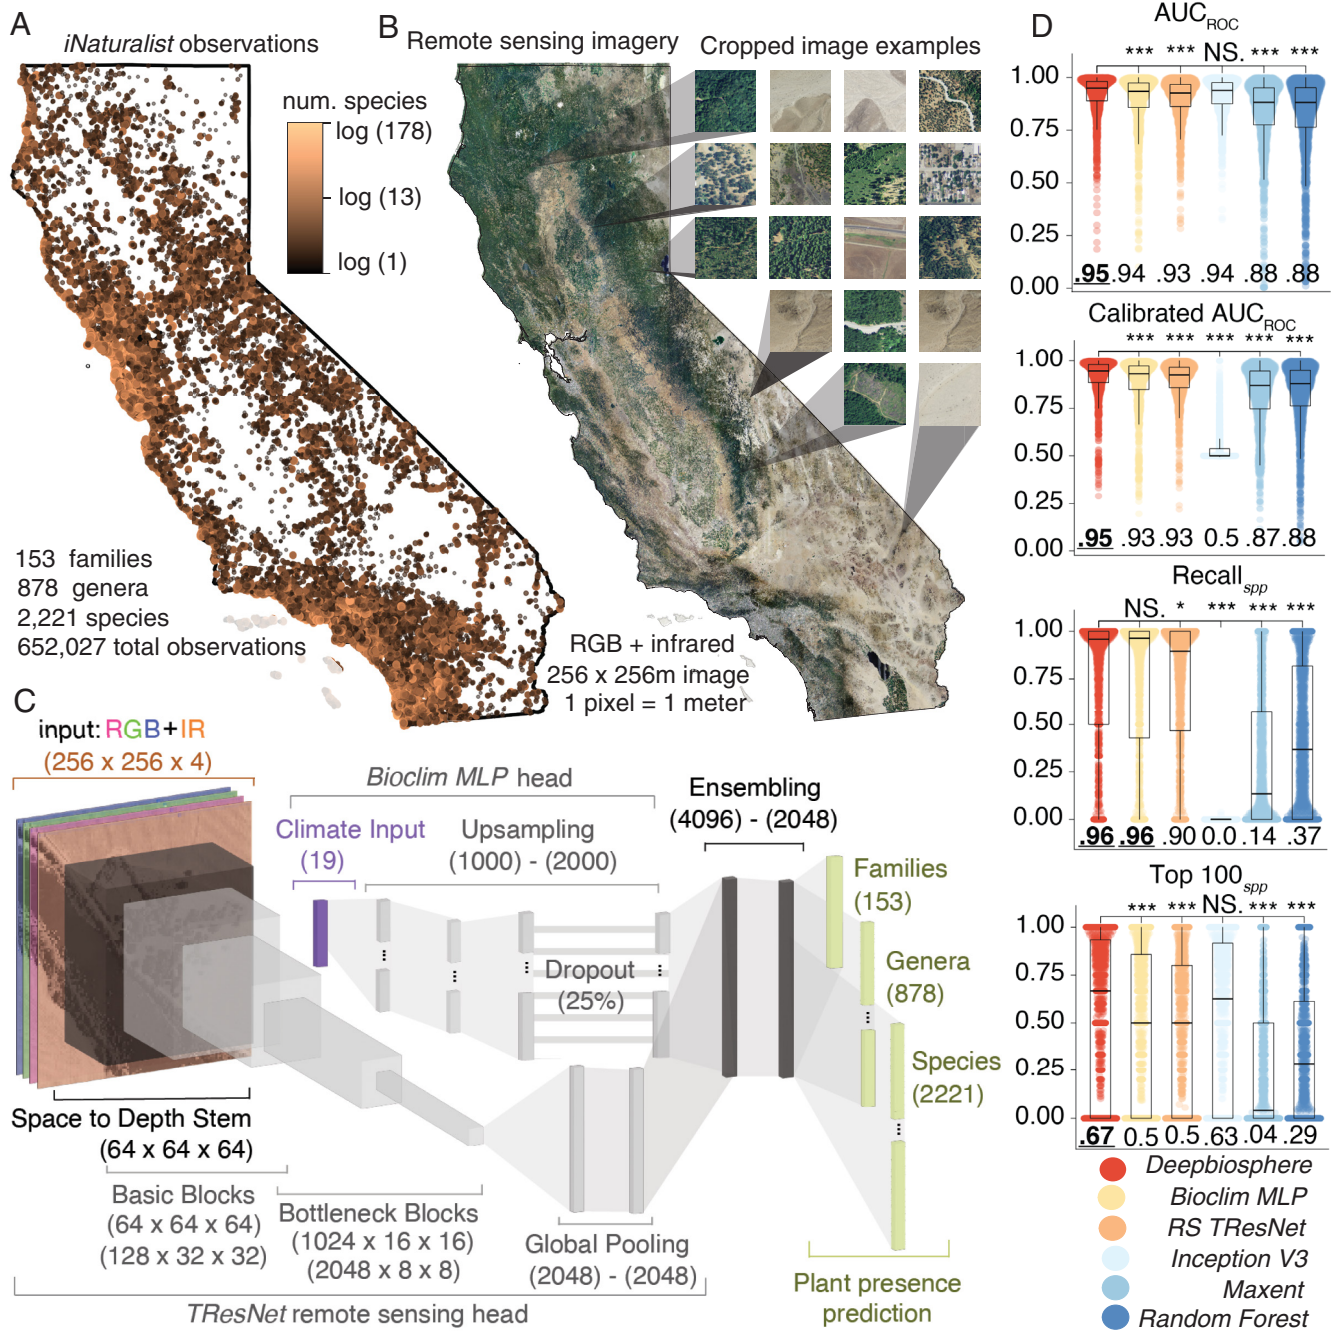 A
iNaturalist observations
num. species
log (178)
log (13)
log (1)
153 families
878 genera
2,221 species
652,027 total observations
B
Remote sensing imagery
Cropped image examples
RGB + infrared
256 x 256m image
1 pixel = 1 meter
C
input: RGB+IR
(256 x 256 x 4)
Bioclim MLP head
Climate Input
(19)
Upsampling
(1000) - (2000)
Dropout
(25%)
Ensembling
(4096) - (2048)
Families
(153)
Genera
(878)
Species
(2221)
Space to Depth Stem
(64 x 64 x 64)
Basic Blocks
(64 x 64 x 64)
(128 x 32 x 32)
Bottleneck Blocks
(1024 x 16 x 16)
(2048 x 8 x 8)
Global Pooling
(2048) - (2048)
TResNet remote sensing head
Plant presence
prediction
D
AUCROC
*** *** NS. *** ***
1.00
0.75
0.50
0.25
0.00
.95 .94 .93 .94 .88 .88
Calibrated AUCROC
*** *** *** *** ***
1.00
0.75
0.50
0.25
0.00
.95 .93 .93 0.5 .87 .88
Recallspp
NS. * *** *** ***
1.00
0.75
0.50
0.25
0.00
.96 .96 .90 0.0 .14 .37
Top 100spp
*** *** NS. *** ***
1.00
0.75
0.50
0.25
0.00
.67 0.5 0.5 .63 .04 .29
Deepbiosphere
Bioclim MLP
RS TResNet
Inception V3
Maxent
Random Forest